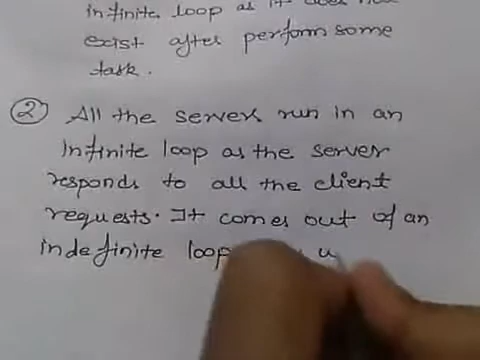 infinite loop as it does not
exist after perform some
task.
② All the server run in an
infinite loop as the server
responds to all the client
requests. It comes out of an
indefinite loop